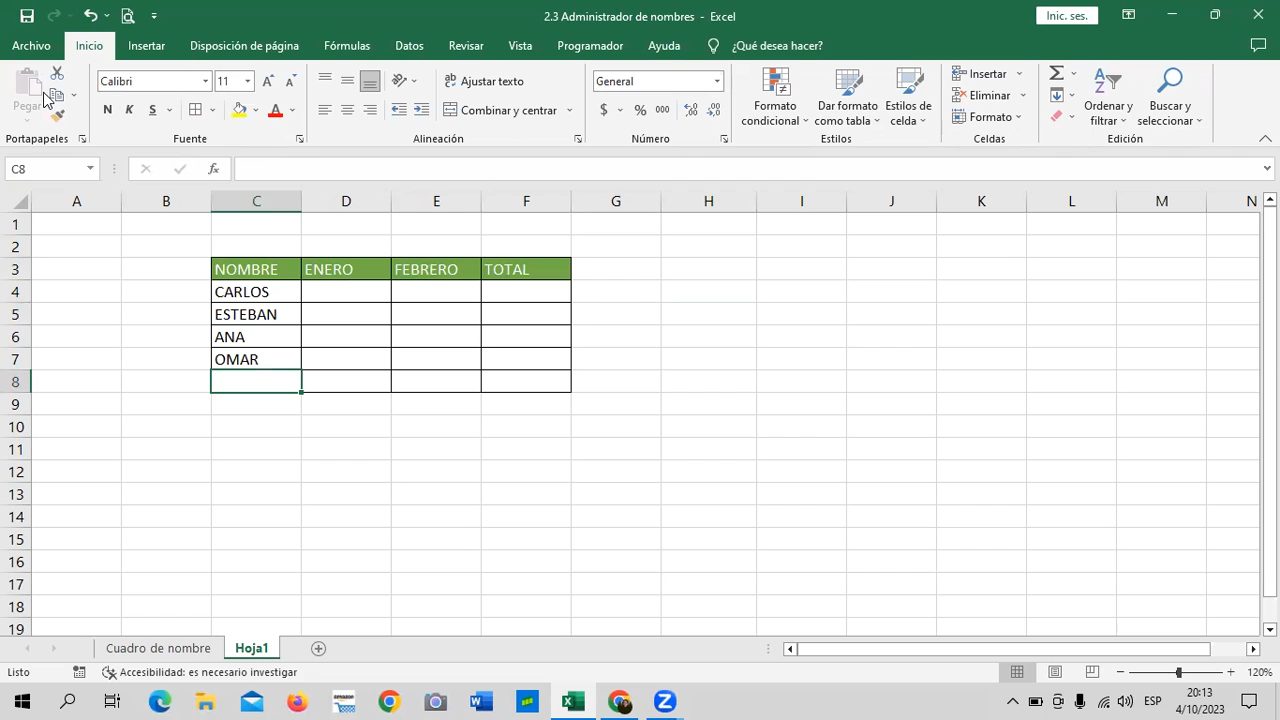 2.3 Administrador de nombres - Excel
Inic. ses.
Archivo Inicio Insertar Disposición de página Fórmulas Datos Revisar Vista Programador Ayuda ¿Qué desea hacer?
Pegar
Calibri 11
Ajustar texto
General
Insertar
N K S
Combinar y centrar
$ % 000
Formato condicional
Dar formato como tabla
Estilos de celda
Eliminar
Formato
Ordenar y filtrar
Buscar y seleccionar
Portapapeles Fuente Alineación Número Estilos Celdas Edición
C8 fx
A B C D E F G H I J K L M N
1
2
3 NOMBRE ENERO FEBRERO TOTAL
4 CARLOS
5 ESTEBAN
6 ANA
7 OMAR
8
9
10
11
12
13
14
15
16
17
18
19
Cuadro de nombre Hoja1
Listo Accesibilidad: es necesario investigar 120%
ESP 20:13
4/10/2023